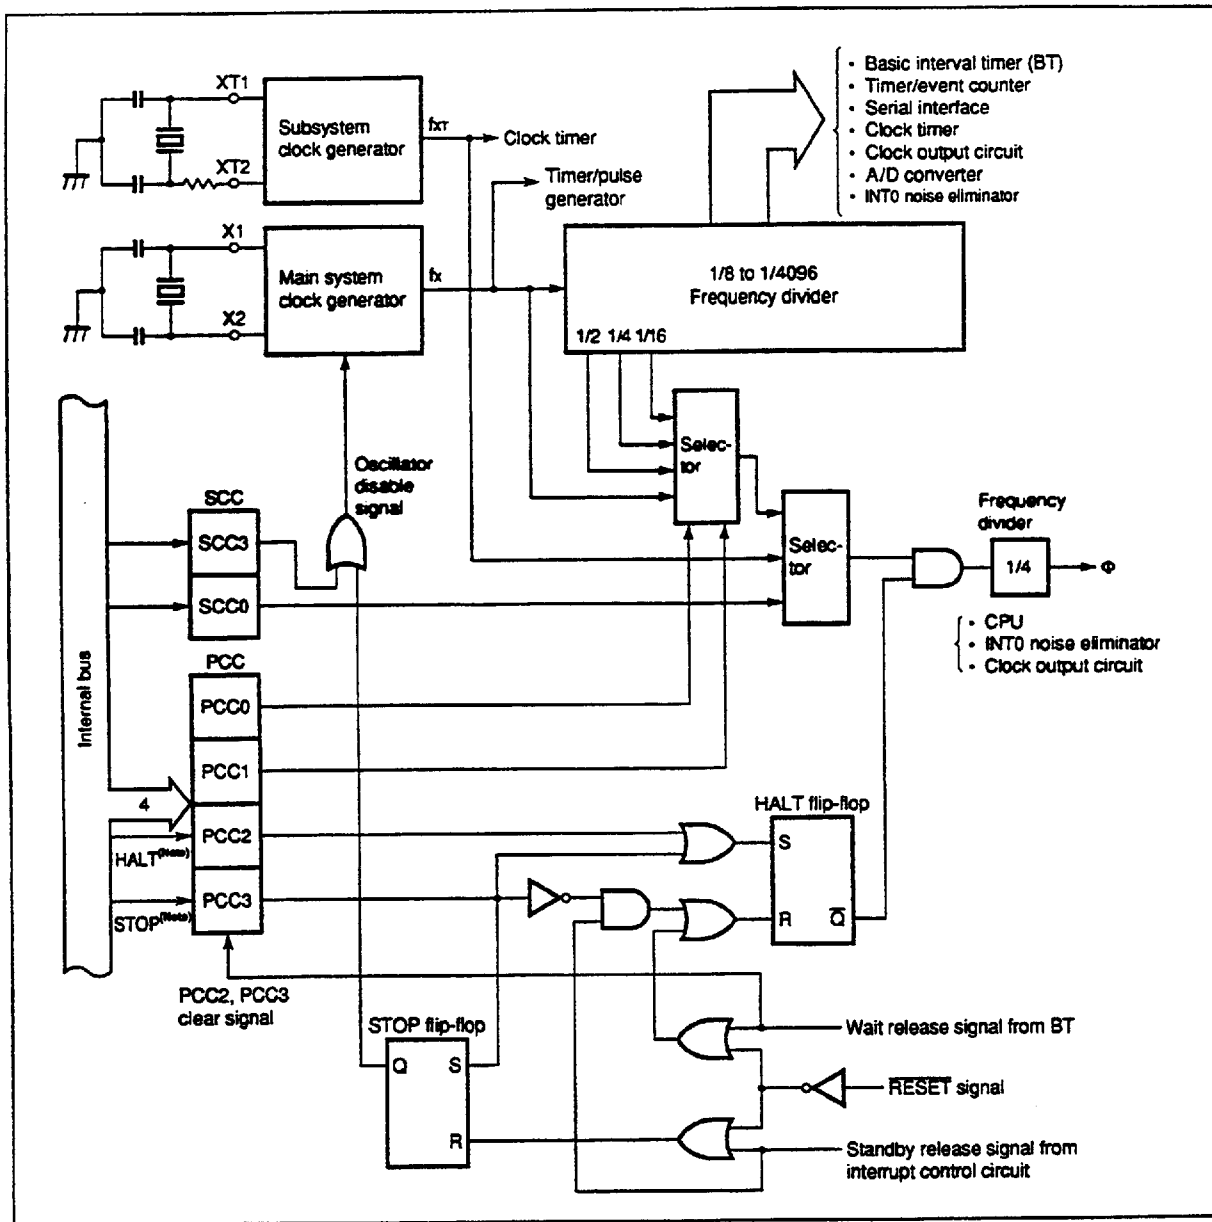 XT1
XT2
Subsystem
clock generator
fXT
Clock timer
Timer/pulse
generator
• Basic interval timer (BT)
• Timer/event counter
• Serial interface
• Clock timer
• Clock output circuit
• A/D converter
• INT0 noise eliminator
X1
X2
Main system
clock generator
fX
1/8 to 1/4096
Frequency divider
1/2 1/4 1/16
Selec-
tor
Oscillator
disable
signal
SCC
SCC3
SCC0
Selec-
tor
Frequency
divider
1/4
Φ
• CPU
• INT0 noise eliminator
• Clock output circuit
Internal bus
PCC
PCC0
PCC1
4
PCC2
HALT(Note)
PCC3
STOP(Note)
HALT flip-flop
S
R
Q̅
PCC2, PCC3
clear signal
STOP flip-flop
Q
S
R
Wait release signal from BT
R̅E̅S̅E̅T̅ signal
Standby release signal from
interrupt control circuit